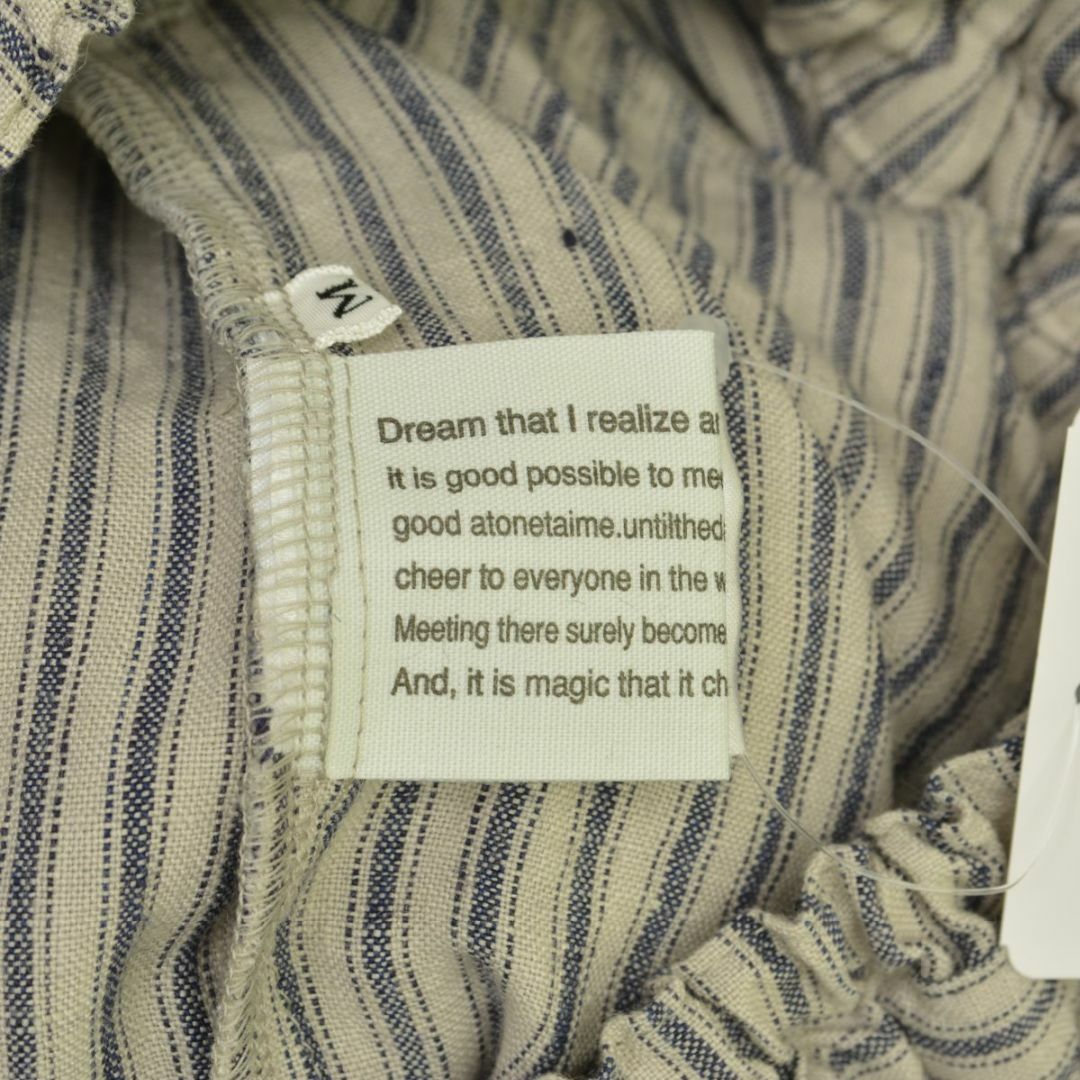 M
Dream that I realize
it is good possible to
good atonetaime.untilthed
cheer to everyone in the
Meeting there surely become
And, it is magic that it ch